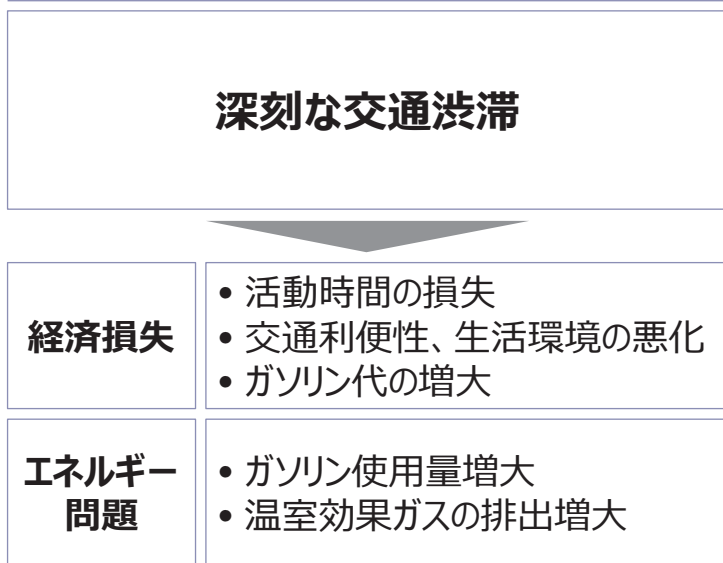 深刻な交通渋滞
経済損失
• 活動時間の損失
• 交通利便性、生活環境の悪化
• ガソリン代の増大
エネルギー
問題
• ガソリン使用量増大
• 温室効果ガスの排出増大